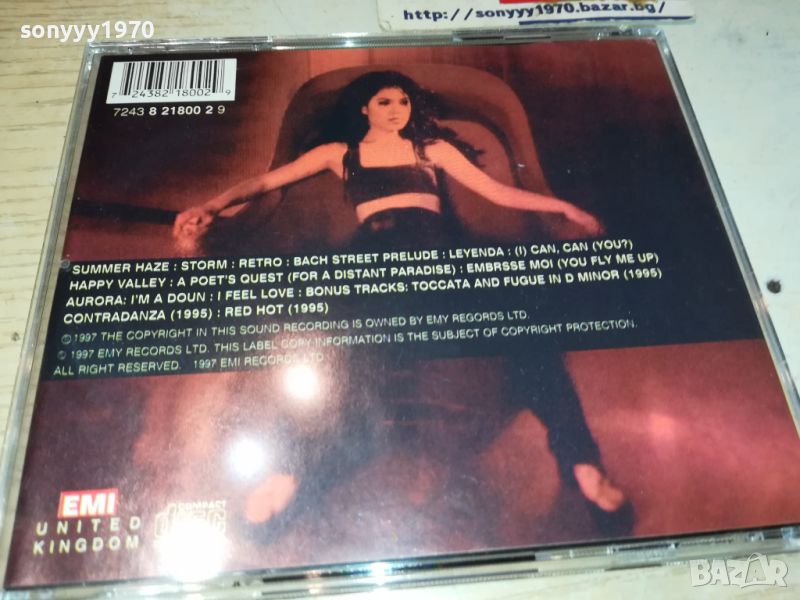 sonyyy1970
http://sonyyy1970.bazar.bg/
7 24382 18002 9
7243 8 21800 2 9
SUMMER HAZE : STORM : RETRO : BACH STREET PRELUDE : LEYENDA : (I) CAN, CAN (YOU?)
HAPPY VALLEY : A POET'S QUEST (FOR A DISTANT PARADISE) : EMBRSSE MOI (YOU FLY ME UP)
AURORA: I'M A DOUN : I FEEL LOVE : BONUS TRACKS: TOCCATA AND FUGUE IN D MINOR (1995)
CONTRADANZA (1995) : RED HOT (1995)
Ⓟ 1997 THE COPYRIGHT IN THIS SOUND RECORDING IS OWNED BY EMY REGORDS LTD.
© 1997 EMY RECORDS LTD. THIS LABEL COPY INFORMATION IS THE SUBJECT OF COPYRIGHT PROTECTION.
ALL RIGHT RESERVED. 1997 EMI RECORDS LTD
EMI
UNITED
KINGDOM
COMPACT
disc
BAZAR